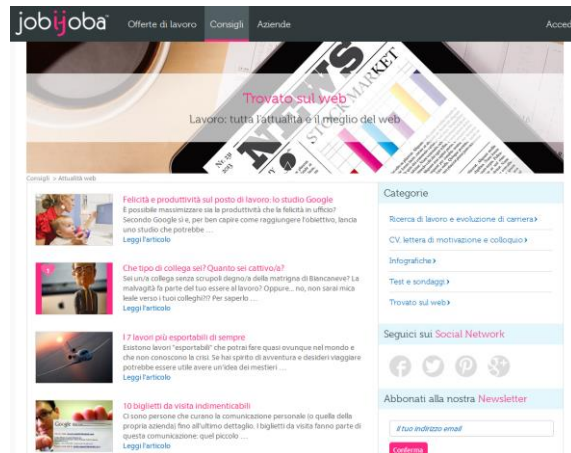 jobijoba
Offerte di lavoro Consigli Aziende Acced
NEWS
STOCK MARKET
Nr. 19
2013
Trovato sul web
Lavoro: tutta l'attualità e il meglio del web
Consigli > Attualità web
Felicità e produttività sul posto di lavoro: lo studio Google
È possibile massimizzare sia la produttività che la felicità in ufficio?
Secondo Google sì e, per ben capire come raggiungere l'obiettivo, lancia
uno studio che potrebbe ...
Leggi l'articolo
Che tipo di collega sei? Quanto sei cattivo/a?
Sei un/a collega senza scrupoli degno/a della matrigna di Biancaneve? La
malvagità fa parte del tuo essere al lavoro? Oppure... no, non sarai mica
leale verso i tuoi colleghi?!? Per saperlo ...
Leggi l'articolo
I 7 lavori più esportabili di sempre
Esistono lavori "esportabili" che potrai fare quasi ovunque nel mondo e
che non conoscono la crisi. Se hai spirito di avventura e desideri viaggiare
potrebbe essere utile avere un'idea dei mestieri ...
Leggi l'articolo
10 biglietti da visita indimenticabili
Ci sono persone che curano la comunicazione personale (o quella della
propria azienda) fino all'ultimo dettaglio. I biglietti da visita fanno parte di
questa comunicazione: quel piccolo ...
Leggi l'articolo
Google
Categorie
Ricerca di lavoro e evoluzione di carriera >
CV, lettera di motivazione e colloquio >
Infografiche >
Test e sondaggi >
Trovato sul web >
Seguici sui Social Network
Abbonati alla nostra Newsletter
il tuo indirizzo email
Conferma